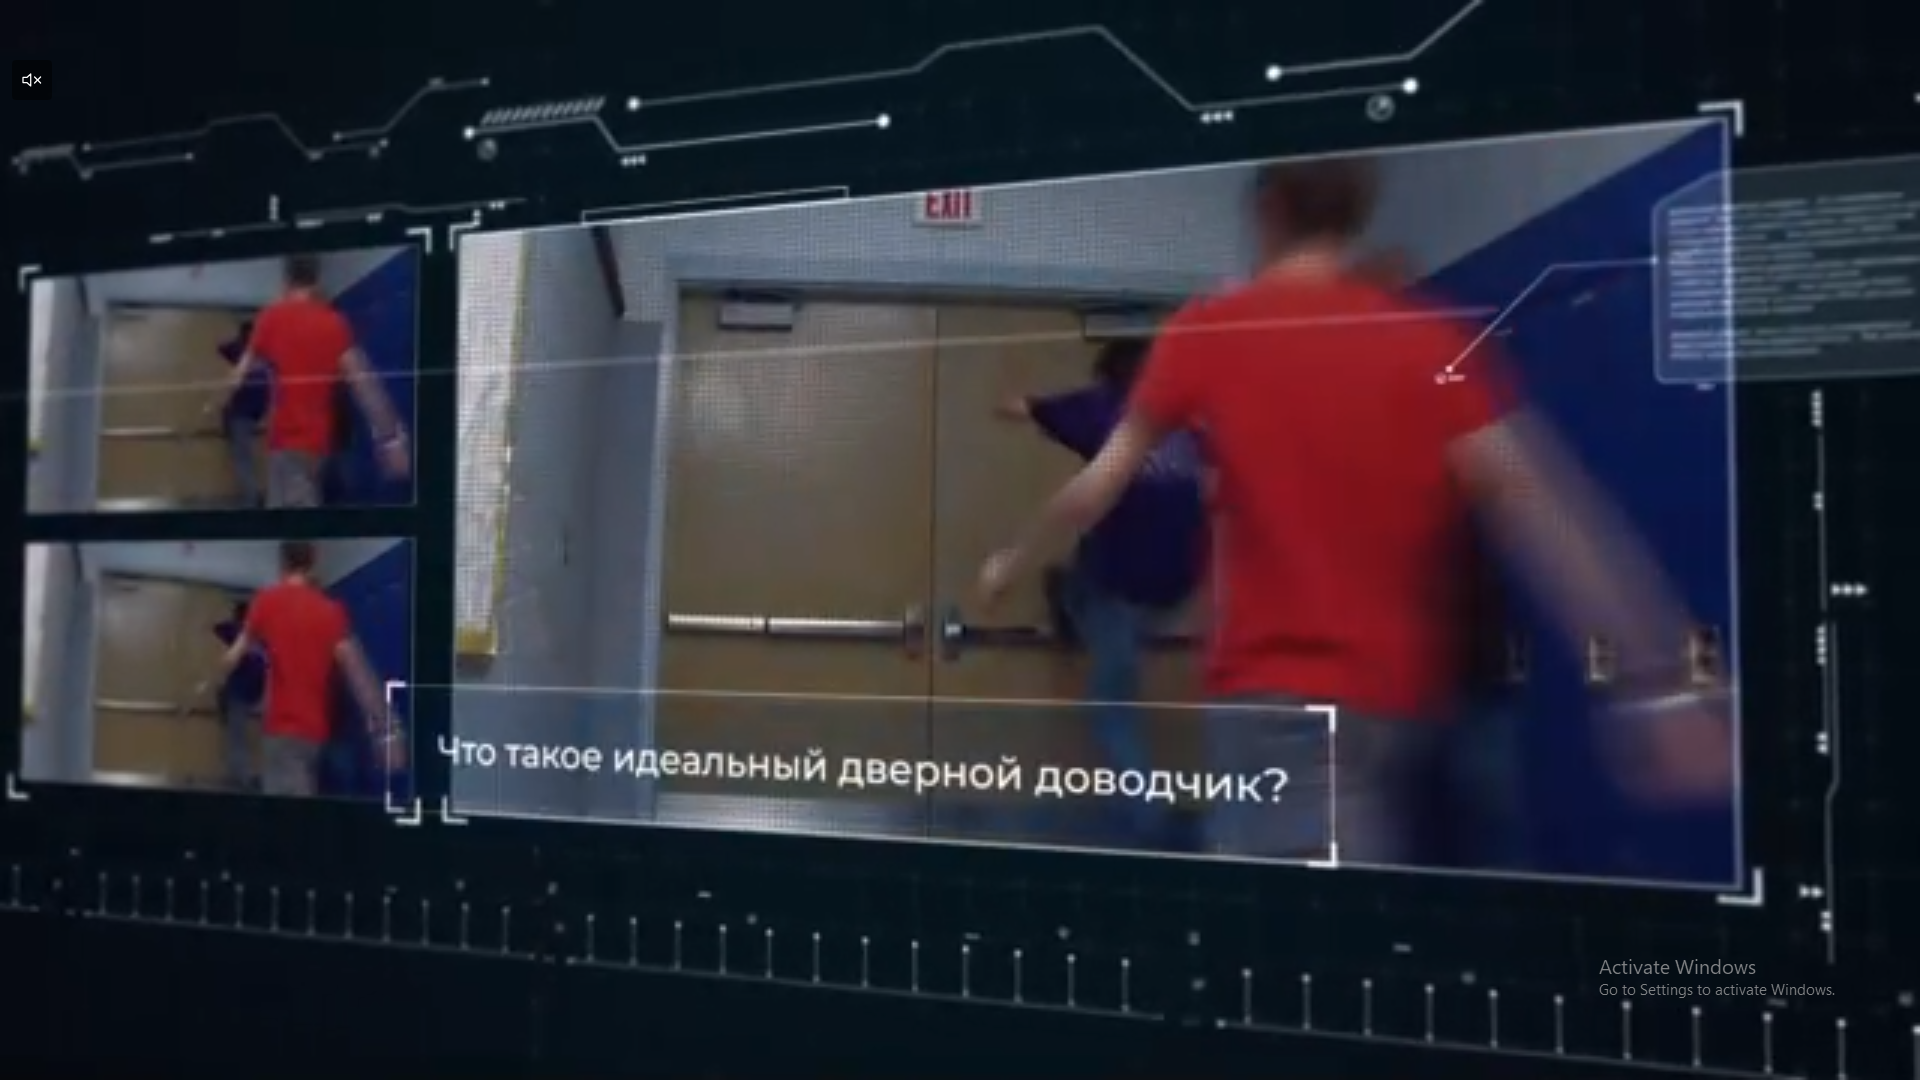 EXIT
Что такое идеальный дверной доводчик?
Activate Windows
Go to Settings to activate Windows.